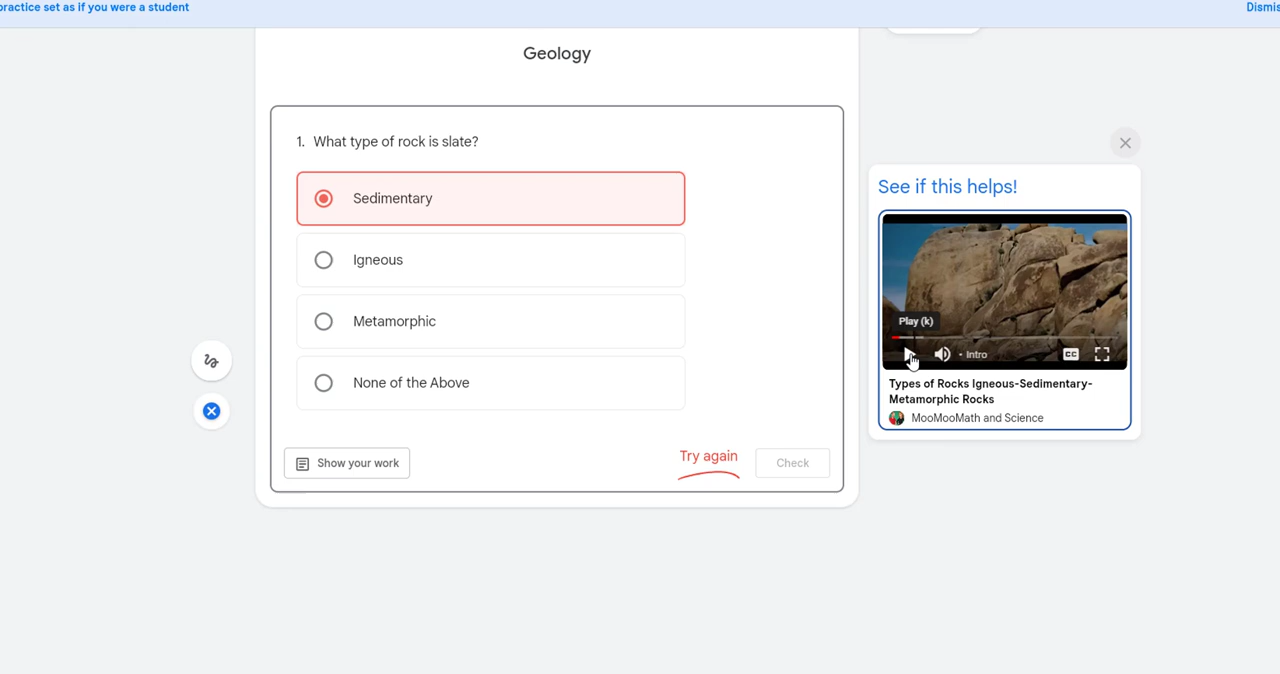 practice set as if you were a student
Dismis
Geology
1. What type of rock is slate?
Sedimentary
Igneous
Metamorphic
None of the Above
Show your work
Try again
Check
See if this helps!
Play (k)
• Intro
CC
Types of Rocks Igneous-Sedimentary-
Metamorphic Rocks
MooMooMath and Science